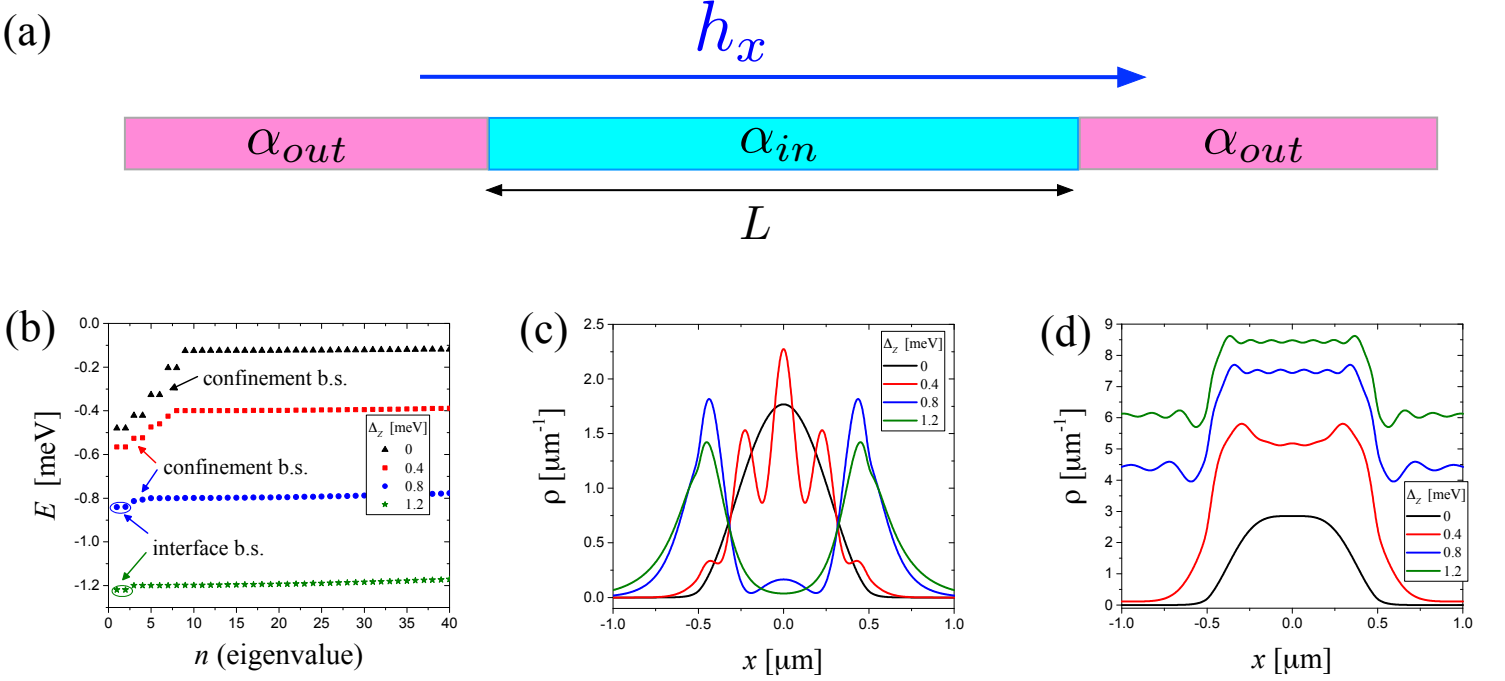 (a)
h_x
α_out α_in α_out
L
(b)
E [meV]
0.0
-0.2
-0.4
-0.6
-0.8
-1.0
-1.2
0 5 10 15 20 25 30 35 40
n (eigenvalue)
confinement b.s.
confinement b.s.
interface b.s.
Δ_Z [meV]
0
0.4
0.8
1.2
(c)
ρ [μm⁻¹]
2.5
2.0
1.5
1.0
0.5
0.0
-1.0 -0.5 0.0 0.5 1.0
x [μm]
Δ_Z [meV]
0
0.4
0.8
1.2
(d)
ρ [μm⁻¹]
9
8
7
6
5
4
3
2
1
0
-1.0 -0.5 0.0 0.5 1.0
x [μm]
Δ_Z [meV]
0
0.4
0.8
1.2